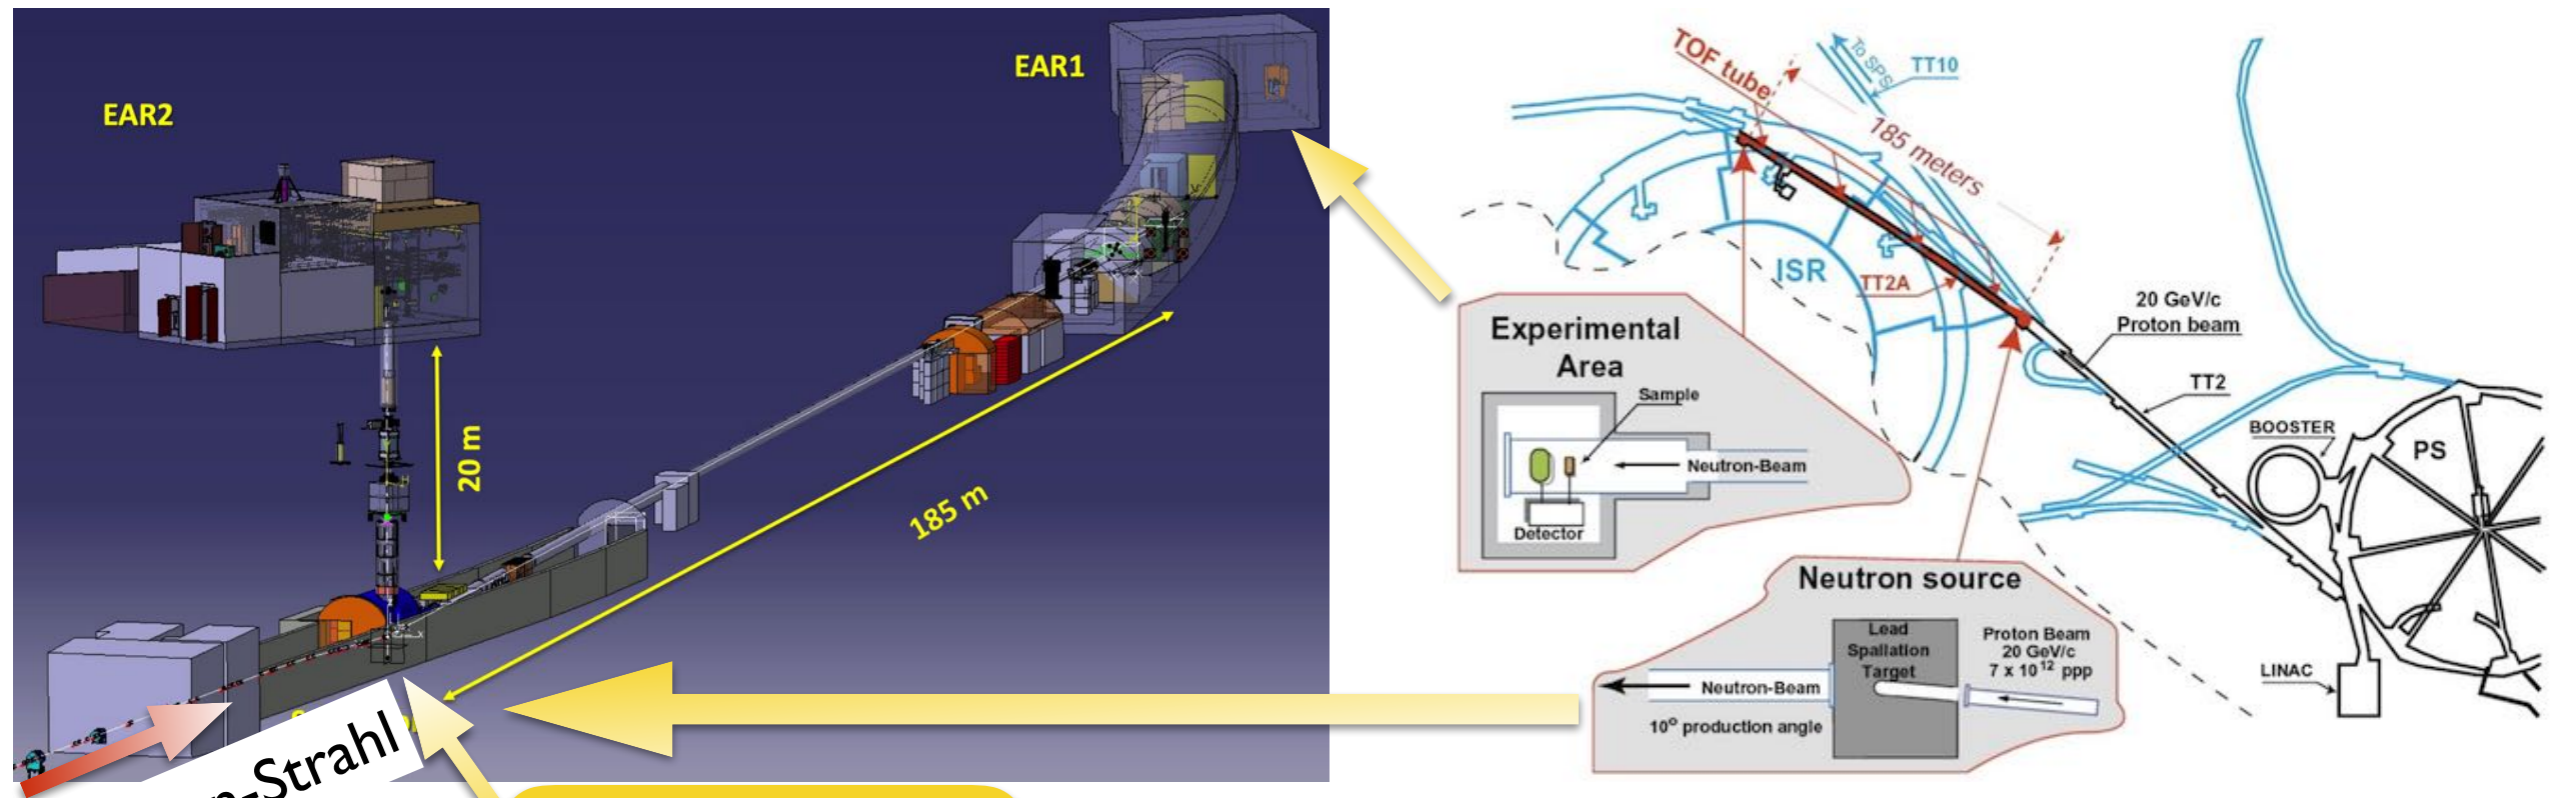 EAR2
EAR1
20 m
185 m
-Strahl
TOF tube
To SPS
TT10
185 meters
ISR
TT2A
20 GeV/c
Proton beam
TT2
BOOSTER
PS
LINAC
Experimental
Area
Sample
Neutron-Beam
Detector
Neutron source
Lead
Spallation
Target
Proton Beam
20 GeV/c
7 x 10¹² ppp
Neutron-Beam
10° production angle